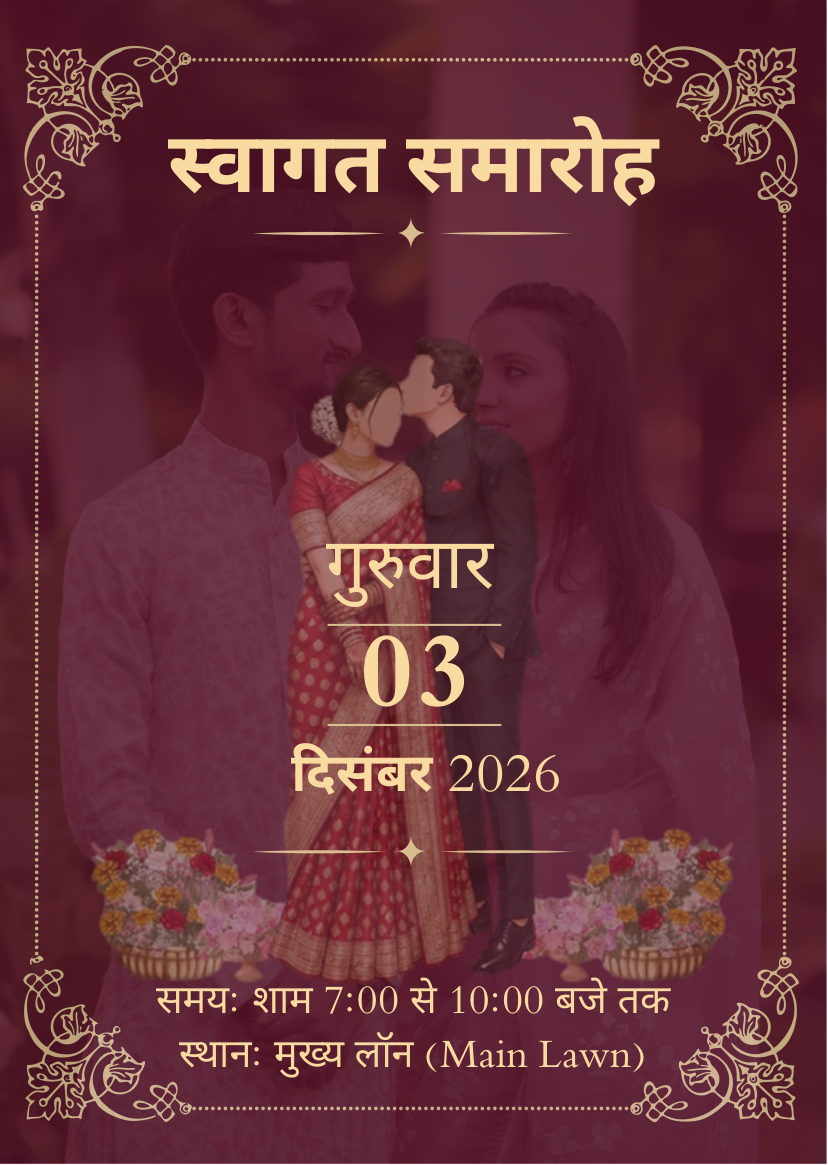 स्वागत समारोह
गुरुवार
03
दिसंबर 2026
समय: शाम 7:00 से 10:00 बजे तक
स्थान: मुख्य लॉन (Main Lawn)